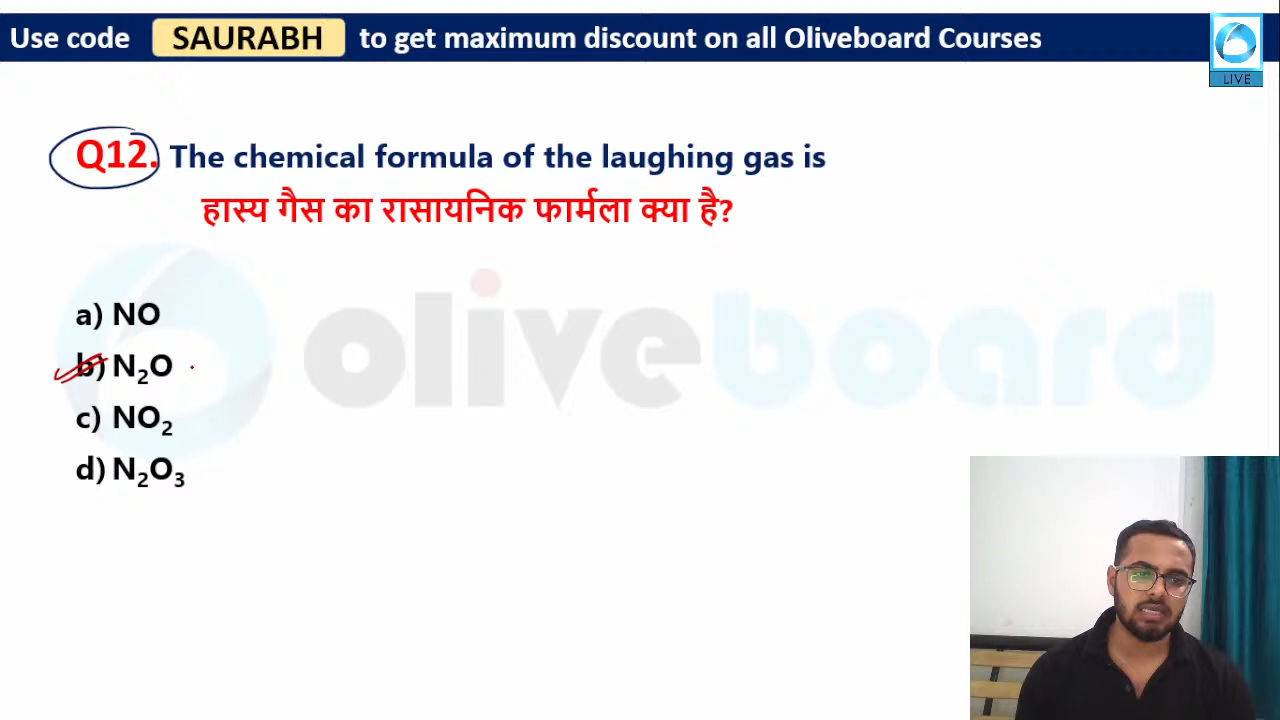 Use code SAURABH to get maximum discount on all Oliveboard Courses
LIVE
Q12. The chemical formula of the laughing gas is
हास्य गैस का रासायनिक फार्मला क्या है?
oliveboard
a) NO
b) N₂O
c) NO₂
d) N₂O₃